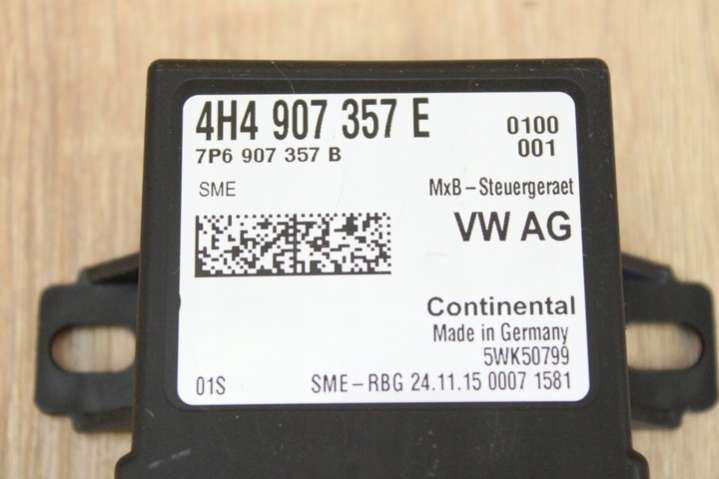 4H4 907 357 E 0100
7P6 907 357 B 001
SME MxB-Steuergeraet
VW AG
Continental
Made in Germany
5WK50799
01S SME-RBG 24.11.15 0007 1581